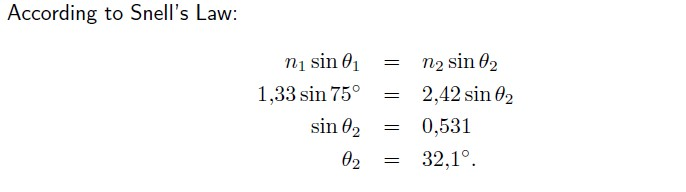 According to Snell's Law:
n₁ sin θ₁ = n₂ sin θ₂
1,33 sin 75° = 2,42 sin θ₂
sin θ₂ = 0,531
θ₂ = 32,1°.